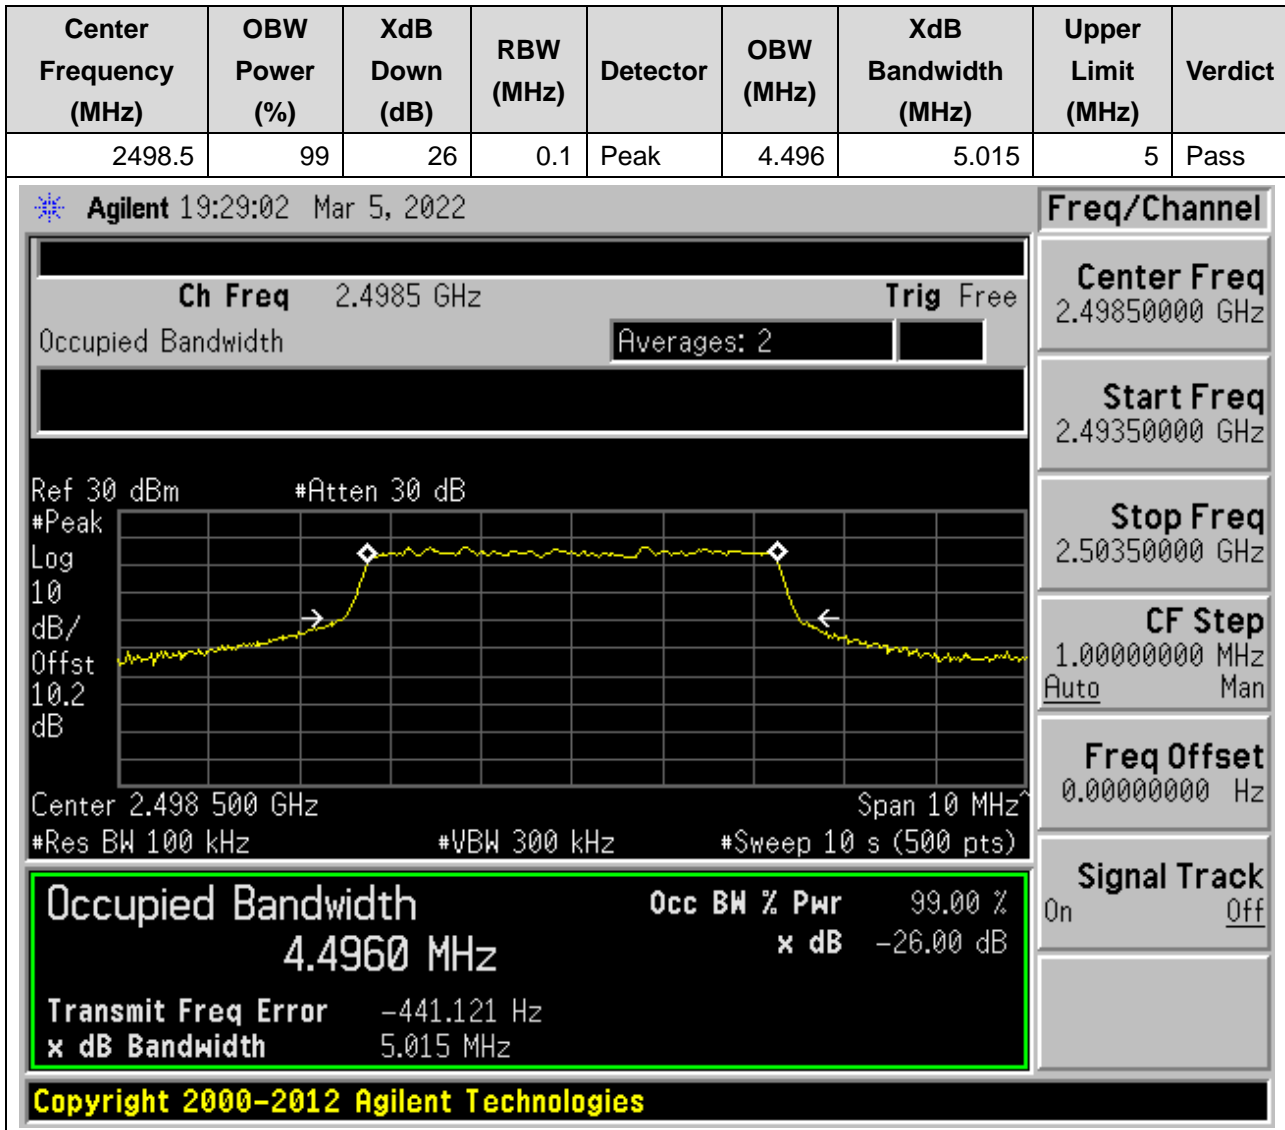 Center Frequency (MHz) OBW Power (%) XdB Down (dB) RBW (MHz) Detector OBW (MHz) XdB Bandwidth (MHz) Upper Limit (MHz) Verdict
2498.5 99 26 0.1 Peak 4.496 5.015 5 Pass
Agilent 19:29:02 Mar 5, 2022
Freq/Channel
Ch Freq 2.4985 GHz Trig Free
Occupied Bandwidth Averages: 2
Ref 30 dBm #Atten 30 dB
#Peak
Log
10
dB/
Offst
10.2
dB
Center 2.498 500 GHz Span 10 MHz^
#Res BW 100 kHz #VBW 300 kHz #Sweep 10 s (500 pts)
Occupied Bandwidth Occ BW % Pwr 99.00 %
4.4960 MHz x dB -26.00 dB
Transmit Freq Error -441.121 Hz
x dB Bandwidth 5.015 MHz
Center Freq
2.49850000 GHz
Start Freq
2.49350000 GHz
Stop Freq
2.50350000 GHz
CF Step
1.00000000 MHz
Auto Man
Freq Offset
0.00000000 Hz
Signal Track
On Off
Copyright 2000-2012 Agilent Technologies